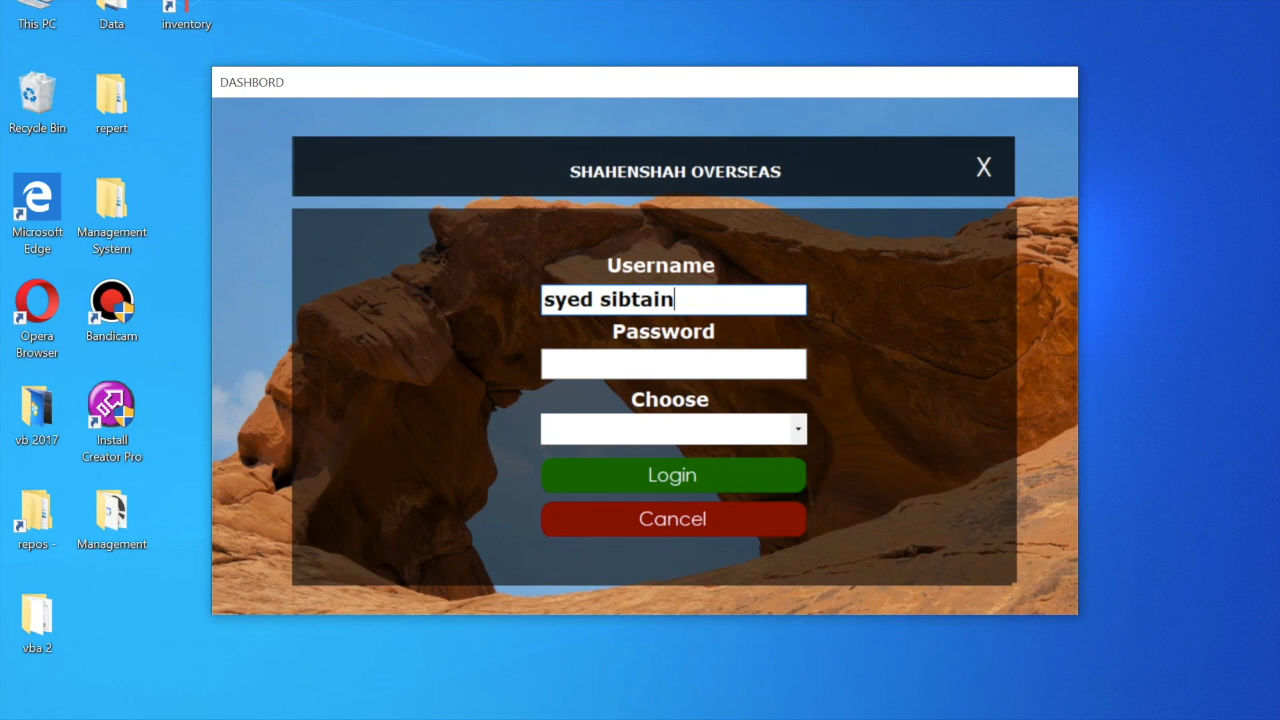 This PC
Data
inventory
DASHBORD
Recycle Bin
repert
SHAHENSHAH OVERSEAS
X
Microsoft
Edge
Management
System
Username
syed sibtain
Opera
Browser
Bandicam
Password
Choose
vb 2017
Install
Creator Pro
Login
Cancel
repos -
Management
vba 2